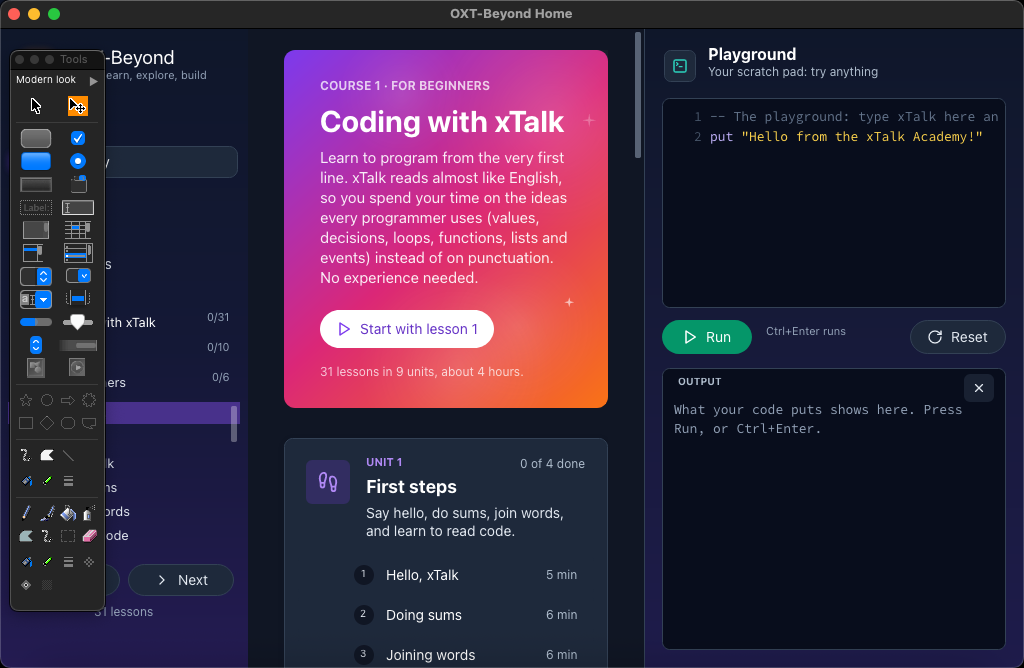 OXT-Beyond Home
Tools
Modern look
Label:
-Beyond
earn, explore, build
y
s
ith xTalk
0/31
0/10
ers
0/6
lk
ns
ords
ode
Next
31 lessons
COURSE 1 · FOR BEGINNERS
Coding with xTalk
Learn to program from the very first
line. xTalk reads almost like English,
so you spend your time on the ideas
every programmer uses (values,
decisions, loops, functions, lists and
events) instead of on punctuation.
No experience needed.
Start with lesson 1
31 lessons in 9 units, about 4 hours.
UNIT 1
0 of 4 done
First steps
Say hello, do sums, join words,
and learn to read code.
1 Hello, xTalk 5 min
2 Doing sums 6 min
3 Joining words 6 min
Playground
Your scratch pad: try anything
1 -- The playground: type xTalk here an
2 put "Hello from the xTalk Academy!"
Run
Ctrl+Enter runs
Reset
OUTPUT
What your code puts shows here. Press
Run, or Ctrl+Enter.